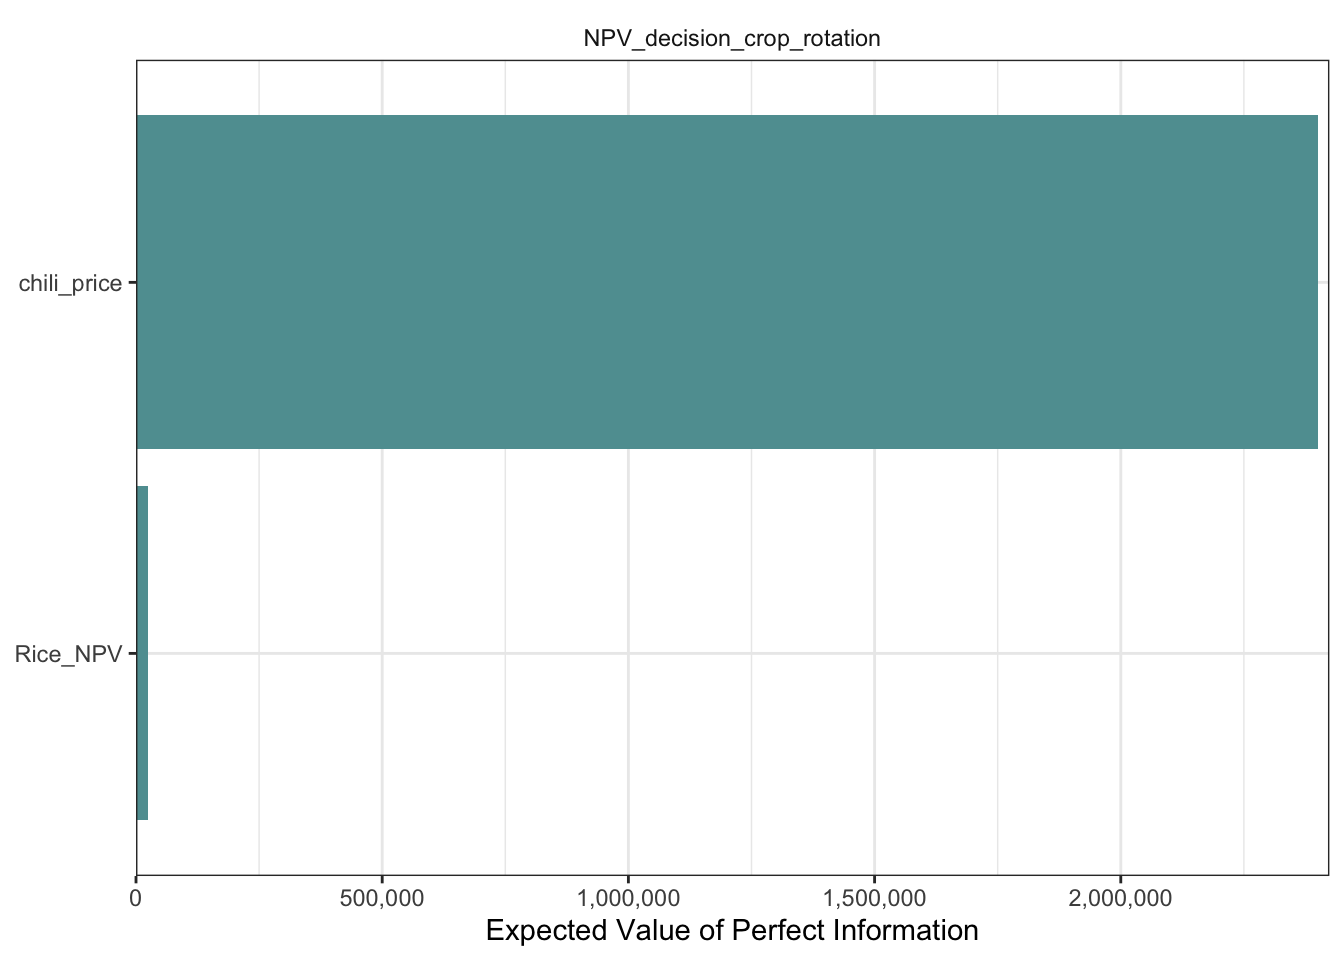 NPV_decision_crop_rotation
chili_price
Rice_NPV
0
500,000
1,000,000
1,500,000
2,000,000
Expected Value of Perfect Information